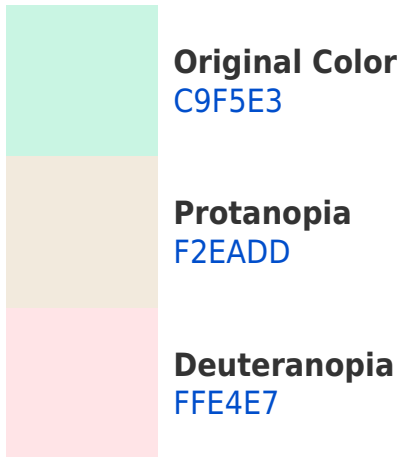 Original Color
C9F5E3
Protanopia
F2EADD
Deuteranopia
FFE4E7